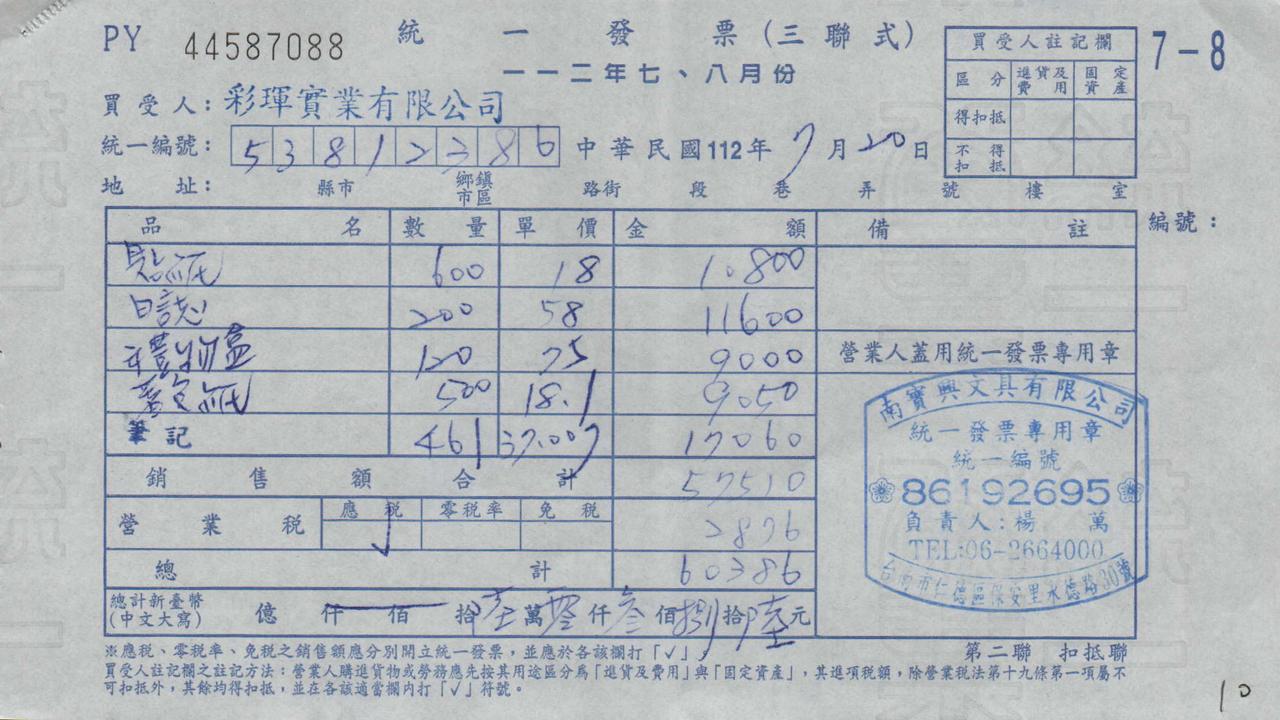 PY 44587088 統一發票(三聯式)
一一二年七、八月份
7-8
買受人註記欄
區分 進貨及費用 固定資產
得扣抵
不得扣抵
買受人:彩琿實業有限公司
統一編號:53812386 中華民國112年7月20日
地址: 縣市 鄉鎮市區 路街 段 巷 弄 號 樓 室
編號:
品名 數量 單價 金額 備註
貼紙 600 18 10800
日誌 200 58 11600
禮物盒 120 75 9000
500 18.1 9050
筆記 461 37.007 17060
銷售額合計 57510
營業稅 應稅 √ 零稅率 免稅 2876
總計 60386
總計新臺幣(中文大寫) 億仟佰拾陸萬零仟參佰捌拾陸元
營業人蓋用統一發票專用章
南寶興文具有限公司
統一發票專用章
統一編號
86192695
負責人:楊 萬
TEL:06-2664000
台南市仁德區保安里永德路30號
※應稅、零稅率、免稅之銷售額應分別開立統一發票,並應於各該欄打「√」。
第二聯 扣抵聯
買受人註記欄之註記方法:營業人購進貨物或勞務應先按其用途區分為「進貨及費用」與「固定資產」,其進項稅額,除營業稅法第十九條第一項屬不
可扣抵外,其餘均得扣抵,並在各該適當欄內打「√」符號。
10